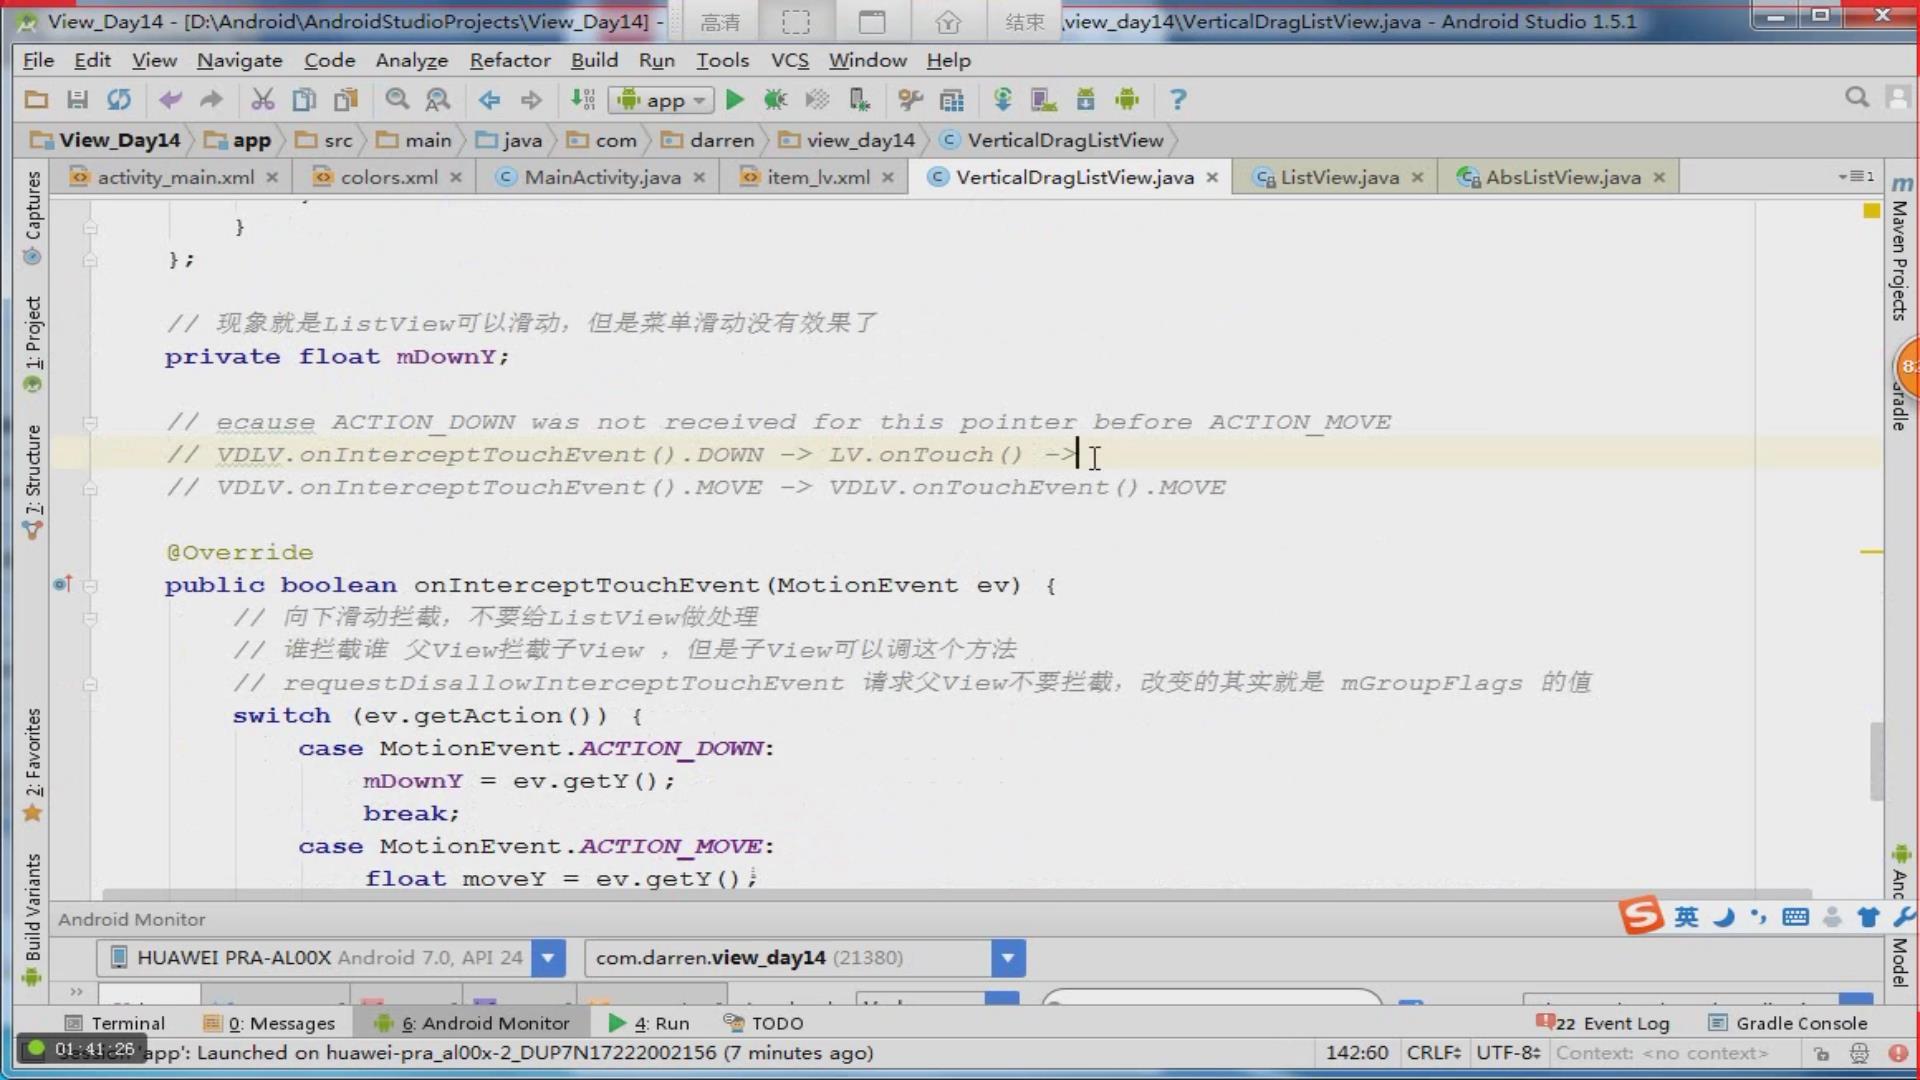 View_Day14 - [D:\Android\AndroidStudioProjects\View_Day14] -
高清
结束
\view_day14\VerticalDragListView.java - Android Studio 1.5.1
File Edit View Navigate Code Analyze Refactor Build Run Tools VCS Window Help
app
View_Day14 app src main java com darren view_day14 VerticalDragListView
activity_main.xml colors.xml MainActivity.java item_lv.xml VerticalDragListView.java ListView.java AbsListView.java
1
Captures
1: Project
7: Structure
2: Favorites
Build Variants
}
};
// 现象就是ListView可以滑动，但是菜单滑动没有效果了
private float mDownY;
// ecause ACTION_DOWN was not received for this pointer before ACTION_MOVE
// VDLV.onInterceptTouchEvent().DOWN -> LV.onTouch() ->
// VDLV.onInterceptTouchEvent().MOVE -> VDLV.onTouchEvent().MOVE
@Override
public boolean onInterceptTouchEvent(MotionEvent ev) {
// 向下滑动拦截，不要给ListView做处理
// 谁拦截谁 父View拦截子View ，但是子View可以调这个方法
// requestDisallowInterceptTouchEvent 请求父View不要拦截，改变的其实就是 mGroupFlags 的值
switch (ev.getAction()) {
case MotionEvent.ACTION_DOWN:
mDownY = ev.getY();
break;
case MotionEvent.ACTION_MOVE:
float moveY = ev.getY();
Maven Projects
82
adle
Model
Android Monitor
英
HUAWEI PRA-AL00X Android 7.0, API 24
com.darren.view_day14 (21380)
Terminal 0: Messages 6: Android Monitor 4: Run TODO
22 Event Log Gradle Console
01:41:26
'app': Launched on huawei-pra_al00x-2_DUP7N17222002156 (7 minutes ago)
142:60 CRLF UTF-8 Context: <no context>